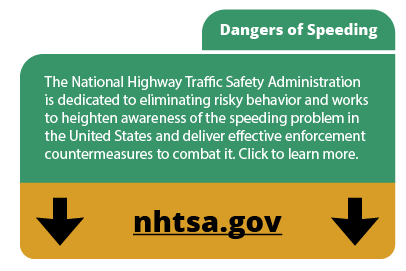 Dangers of Speeding
The National Highway Traffic Safety Administration
is dedicated to eliminating risky behavior and works
to heighten awareness of the speeding problem in
the United States and deliver effective enforcement
countermeasures to combat it. Click to learn more.
nhtsa.gov